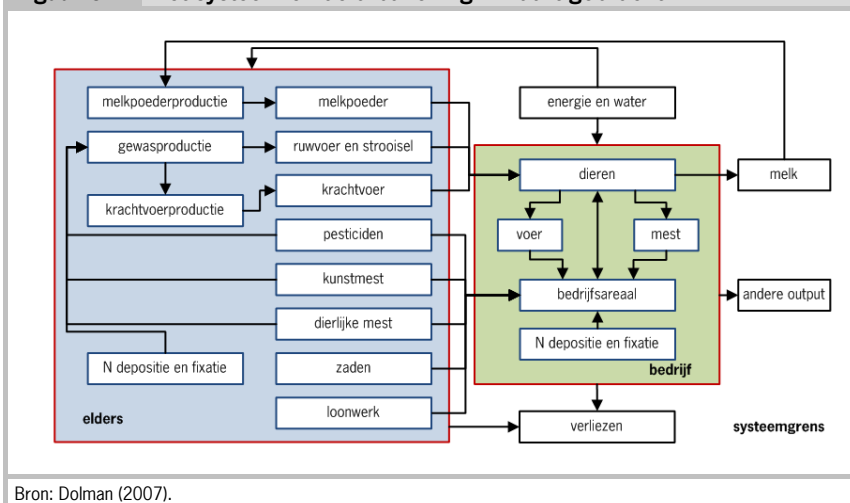 melkpoederproductie
melkpoeder
energie en water
gewasproductie
ruwvoer en strooisel
dieren
melk
krachtvoer
krachtvoerproductie
pesticiden
voer
mest
kunstmest
bedrijfsareaal
andere output
dierlijke mest
N depositie en fixatie
N depositie en fixatie
zaden
bedrijf
elders
loonwerk
verliezen
systeemgrens
Bron: Dolman (2007).